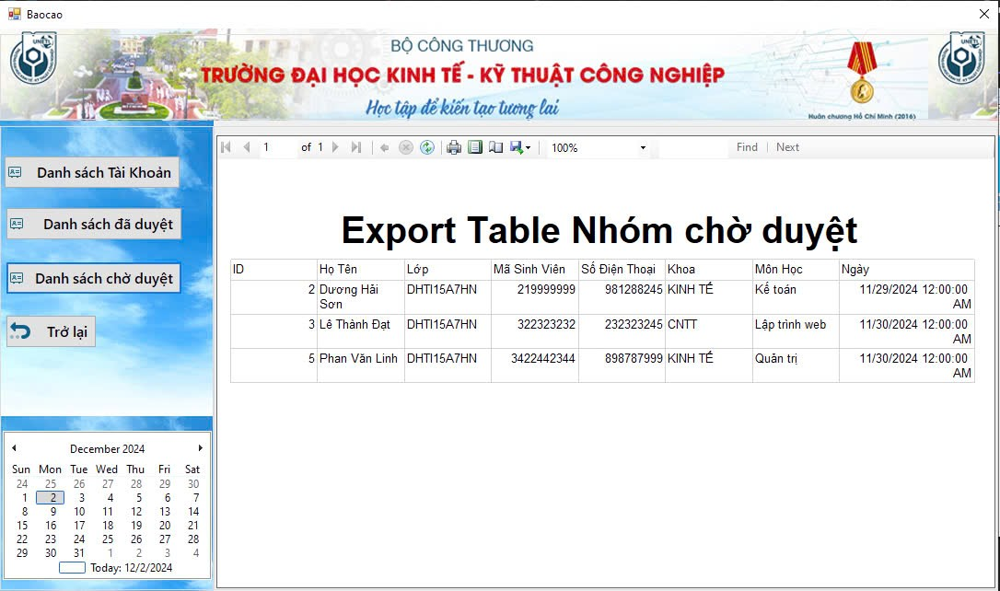 Baocao
UNETI
BỘ CÔNG THƯƠNG
TRƯỜNG ĐẠI HỌC KINH TẾ - KỸ THUẬT CÔNG NGHIỆP
Học tập để kiến tạo tương lai
Huân chương Hồ Chí Minh (2016)
UNETI
Danh sách Tài Khoản
Danh sách đã duyệt
Danh sách chờ duyệt
Trở lại
1 of 1 100% Find Next
Export Table Nhóm chờ duyệt
ID Họ Tên Lớp Mã Sinh Viên Số Điện Thoại Khoa Môn Học Ngày
2 Dương Hải DHTI15A7HN 219999999 981288245 KINH TẾ Kế toán 11/29/2024 12:00:00
Sơn AM
3 Lê Thành Đạt DHTI15A7HN 322323232 232323245 CNTT Lập trình web 11/30/2024 12:00:00
AM
5 Phan Văn Linh DHTI15A7HN 3422442344 898787999 KINH TẾ Quản trị 11/30/2024 12:00:00
AM
December 2024
Sun Mon Tue Wed Thu Fri Sat
24 25 26 27 28 29 30
1 2 3 4 5 6 7
8 9 10 11 12 13 14
15 16 17 18 19 20 21
22 23 24 25 26 27 28
29 30 31 1 2 3 4
Today: 12/2/2024